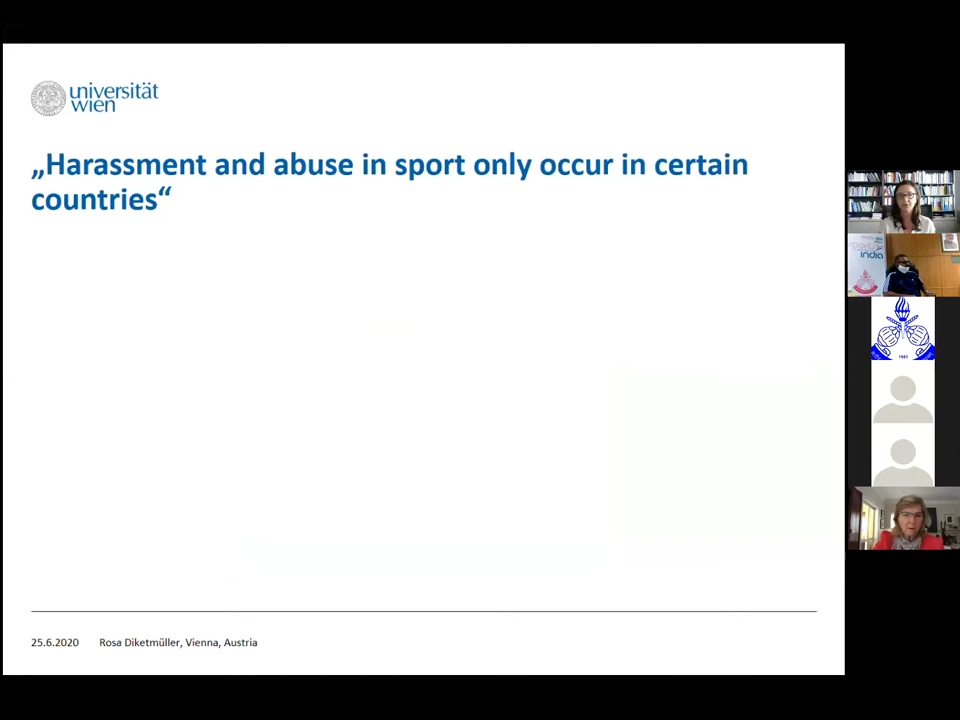 universität
wien
„Harassment and abuse in sport only occur in certain
countries“
25.6.2020 Rosa Diketmüller, Vienna, Austria
india